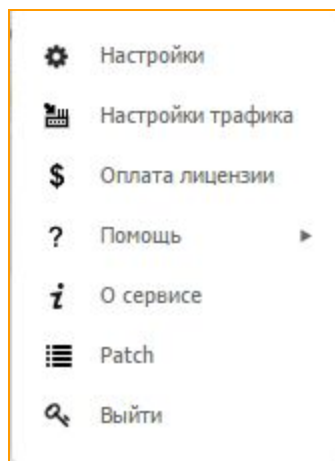 Настройки
Настройки трафика
$ Оплата лицензии
? Помощь
i О сервисе
Patch
Выйти